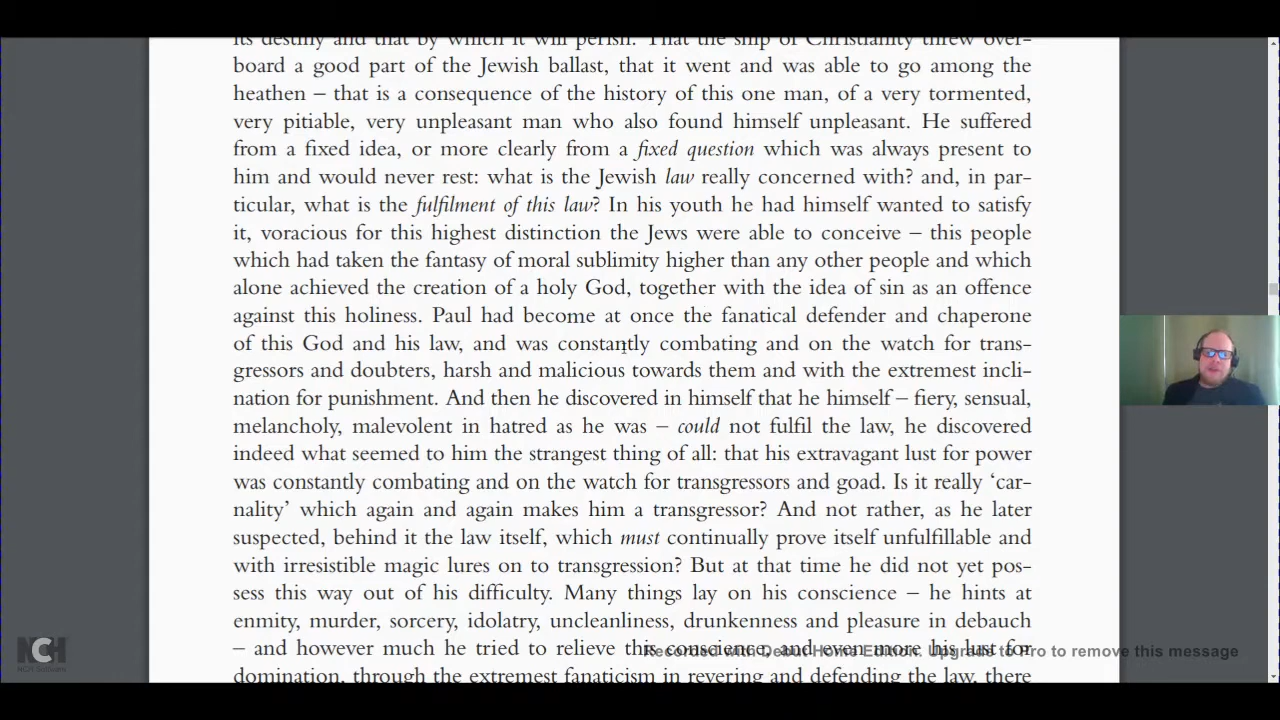 its destiny and that by which it will perish. That the ship of Christianity threw over-
board a good part of the Jewish ballast, that it went and was able to go among the
heathen – that is a consequence of the history of this one man, of a very tormented,
very pitiable, very unpleasant man who also found himself unpleasant. He suffered
from a fixed idea, or more clearly from a fixed question which was always present to
him and would never rest: what is the Jewish law really concerned with? and, in par-
ticular, what is the fulfilment of this law? In his youth he had himself wanted to satisfy
it, voracious for this highest distinction the Jews were able to conceive – this people
which had taken the fantasy of moral sublimity higher than any other people and which
alone achieved the creation of a holy God, together with the idea of sin as an offence
against this holiness. Paul had become at once the fanatical defender and chaperone
of this God and his law, and was constantly combating and on the watch for trans-
gressors and doubters, harsh and malicious towards them and with the extremest incli-
nation for punishment. And then he discovered in himself that he himself – fiery, sensual,
melancholy, malevolent in hatred as he was – could not fulfil the law, he discovered
indeed what seemed to him the strangest thing of all: that his extravagant lust for power
was constantly combating and on the watch for transgressors and goad. Is it really ‘car-
nality’ which again and again makes him a transgressor? And not rather, as he later
suspected, behind it the law itself, which must continually prove itself unfulfillable and
with irresistible magic lures on to transgression? But at that time he did not yet pos-
sess this way out of his difficulty. Many things lay on his conscience – he hints at
enmity, murder, sorcery, idolatry, uncleanliness, drunkenness and pleasure in debauch
– and however much he tried to relieve this conscience, and even more his lust for
domination, through the extremest fanaticism in revering and defending the law, there
Recorded with Debut Home Edition. Upgrade to Pro to remove this message
NCH